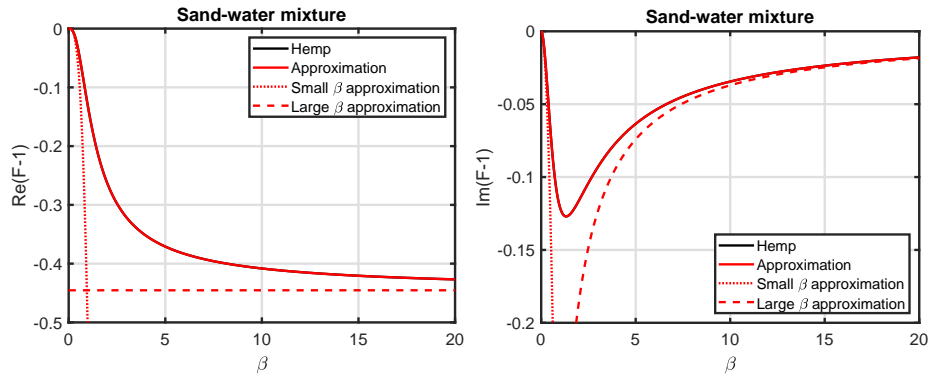 Sand-water mixture
0
-0.1
-0.2
-0.3
-0.4
-0.5
Re(F-1)
Hemp
Approximation
Small β approximation
Large β approximation
0 5 10 15 20
β
Sand-water mixture
0
-0.05
-0.1
-0.15
-0.2
Im(F-1)
Hemp
Approximation
Small β approximation
Large β approximation
0 5 10 15 20
β